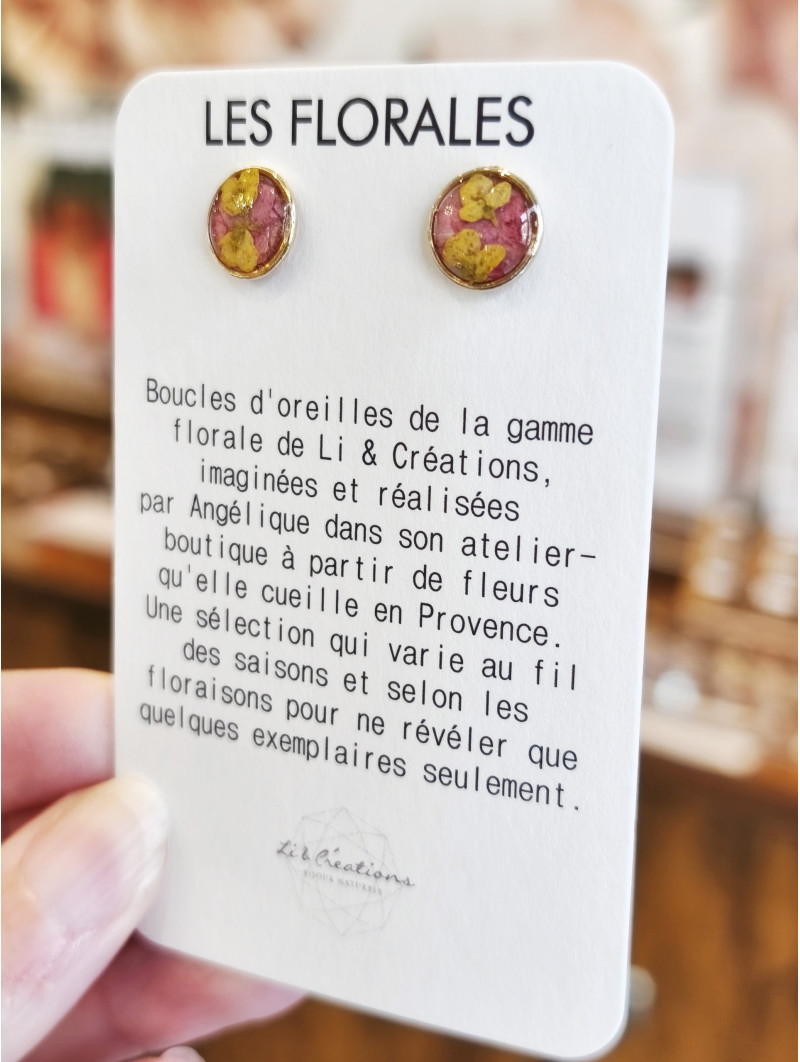 LES FLORALES
Boucles d'oreilles de la gamme
florale de Li & Créations,
imaginées et réalisées
par Angélique dans son atelier-
boutique à partir de fleurs
qu'elle cueille en Provence.
Une sélection qui varie au fil
des saisons et selon les
floraisons pour ne révéler que
quelques exemplaires seulement.
Li & Créations
BIJOUX NATURELS